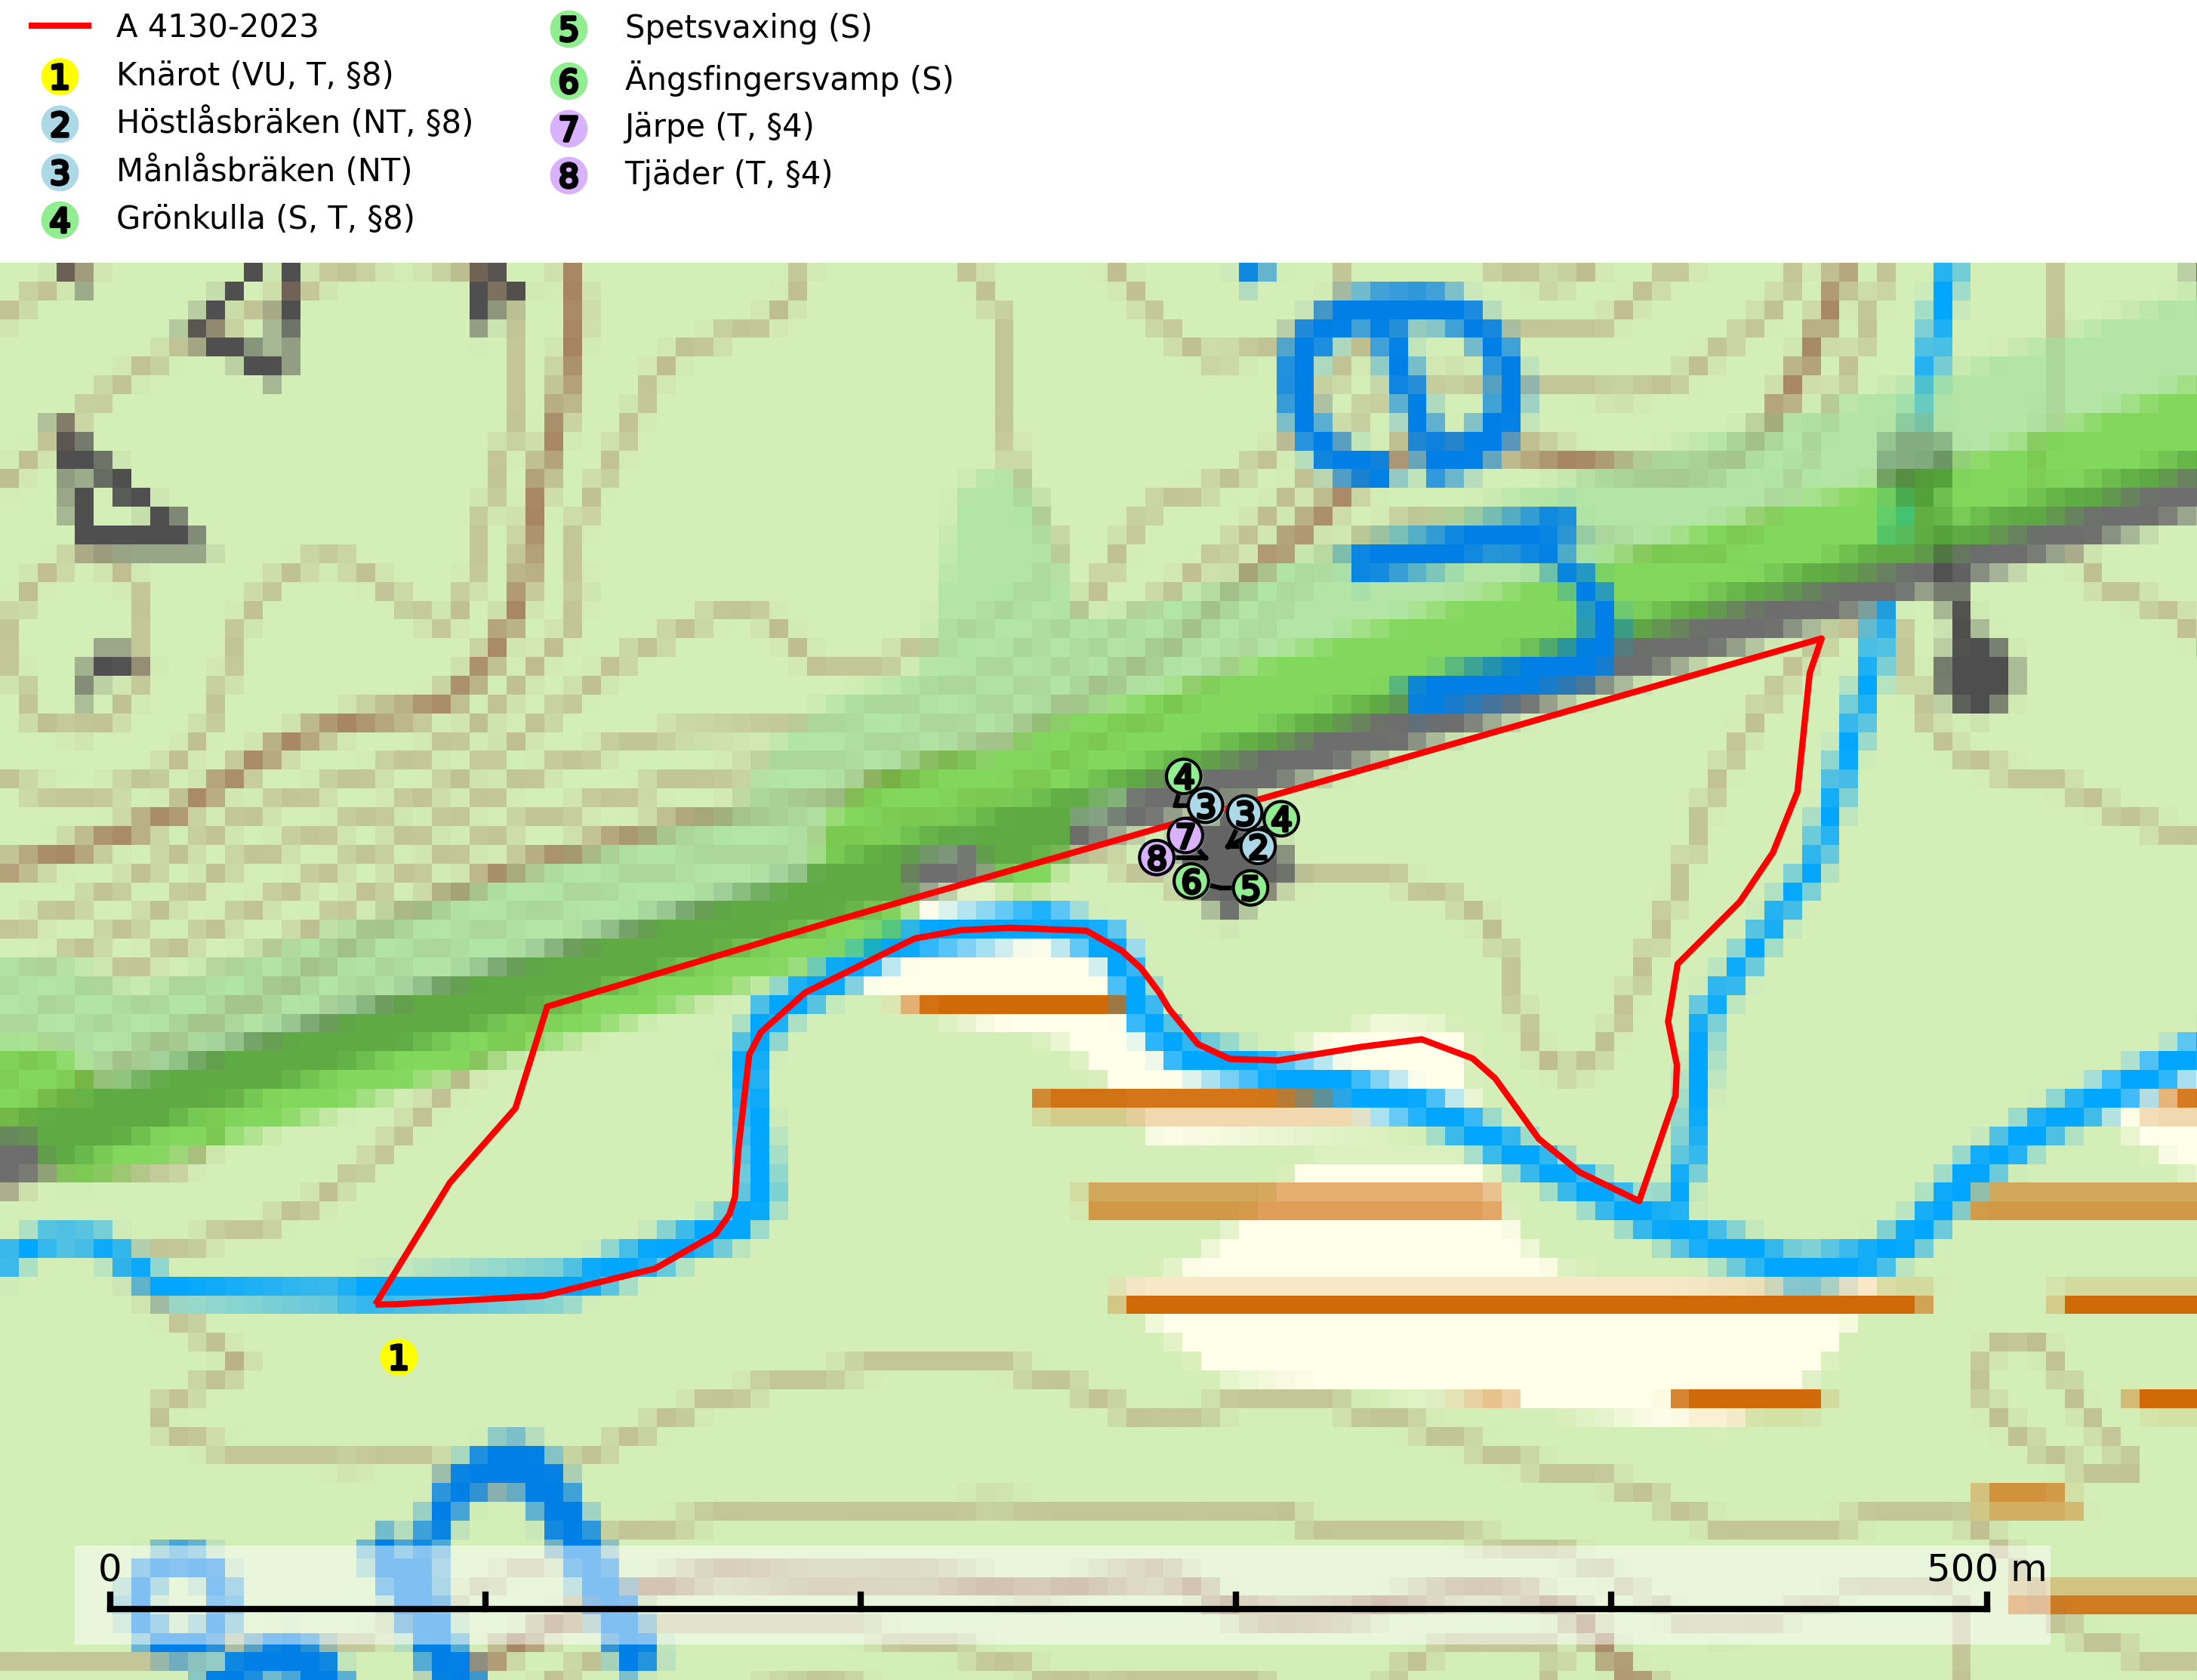 A 4130-2023
1 Knärot (VU, T, §8)
2 Höstlåsbräken (NT, §8)
3 Månlåsbräken (NT)
4 Grönkulla (S, T, §8)
5 Spetsvaxing (S)
6 Ängsfingersvamp (S)
7 Järpe (T, §4)
8 Tjäder (T, §4)
4
3 3 4
7 2
8
6 5
1
0 500 m